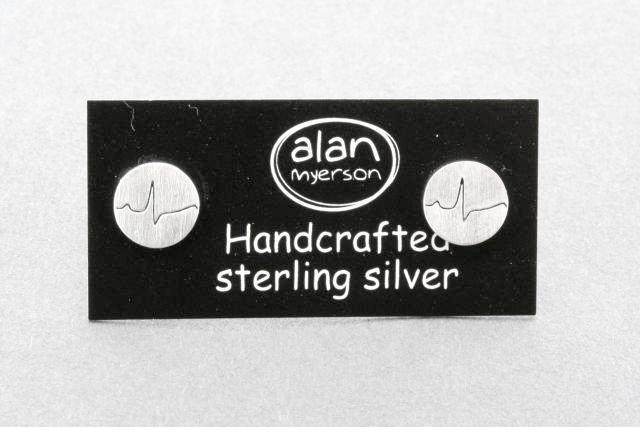 alan
myerson
Handcrafted
sterling silver